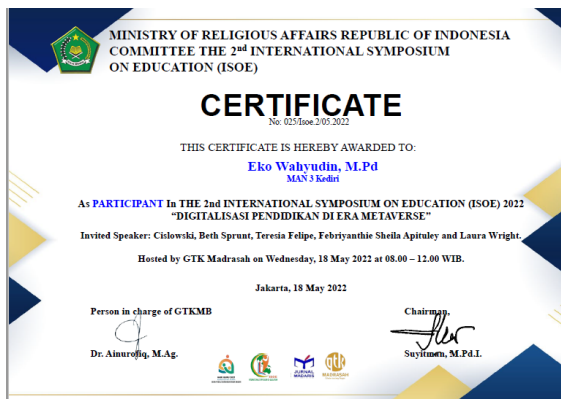 MINISTRY OF RELIGIOUS AFFAIRS REPUBLIC OF INDONESIA
COMMITTEE THE 2nd INTERNATIONAL SYMPOSIUM
ON EDUCATION (ISOE)
CERTIFICATE
No: 025/Isoe.2/05.2022
THIS CERTIFICATE IS HEREBY AWARDED TO:
Eko Wahyudin, M.Pd
MAN 3 Kediri
As PARTICIPANT In THE 2nd INTERNATIONAL SYMPOSIUM ON EDUCATION (ISOE) 2022
“DIGITALISASI PENDIDIKAN DI ERA METAVERSE”
Invited Speaker: Cislowski, Beth Sprunt, Teresia Felipe, Febriyanthie Sheila Apituley and Laura Wright.
Hosted by GTK Madrasah on Wednesday, 18 May 2022 at 08.00 – 12.00 WIB.
Jakarta, 18 May 2022
Person in charge of GTKMB
Chairman,
Dr. Ainurofiq, M.Ag.
Suyitman, M.Pd.I.
JURNAL
MADARIS
gtk
MADRASAH